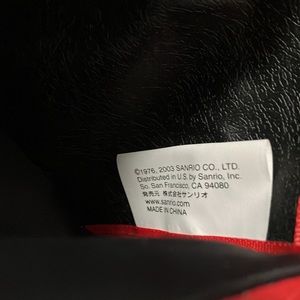 ©1976, 2003 SANRIO CO., LTD.
Distributed in U.S. by Sanrio, Inc.
So. San Francisco, CA 94080
発売元 株式会社サンリオ
www.sanrio.com
MADE IN CHINA